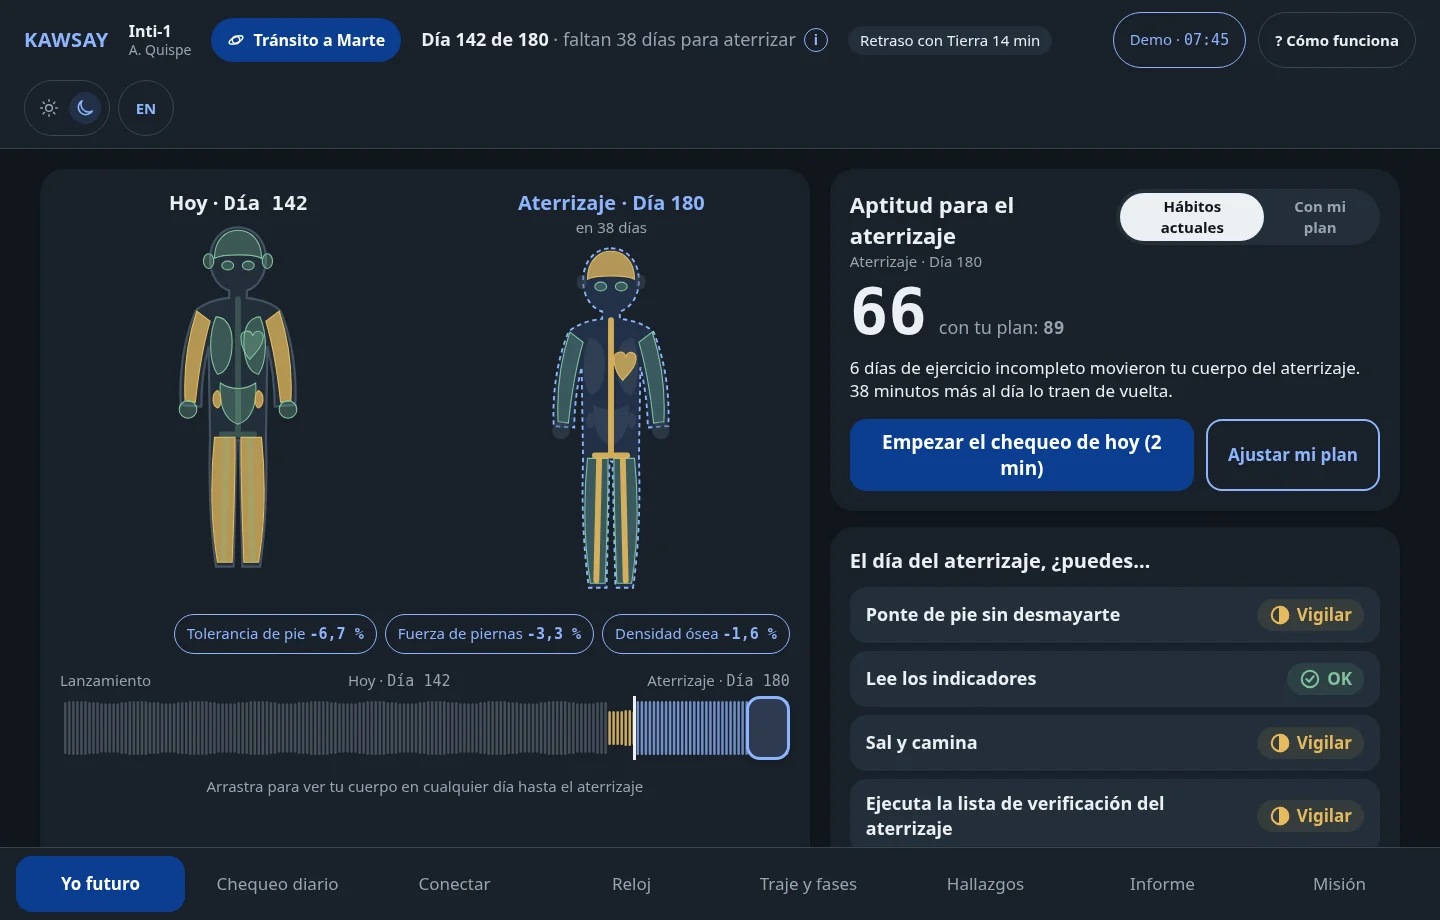 KAWSAY
Inti-1
A. Quispe
Tránsito a Marte
Día 142 de 180 · faltan 38 días para aterrizar i
Retraso con Tierra 14 min
Demo · 07:45
? Cómo funciona
EN
Hoy · Día 142
Aterrizaje · Día 180
en 38 días
Tolerancia de pie -6,7 %
Fuerza de piernas -3,3 %
Densidad ósea -1,6 %
Lanzamiento
Hoy · Día 142
Aterrizaje · Día 180
Arrastra para ver tu cuerpo en cualquier día hasta el aterrizaje
Aptitud para el
aterrizaje
Aterrizaje · Día 180
Hábitos
actuales
Con mi
plan
66
con tu plan: 89
6 días de ejercicio incompleto movieron tu cuerpo del aterrizaje.
38 minutos más al día lo traen de vuelta.
Empezar el chequeo de hoy (2
min)
Ajustar mi plan
El día del aterrizaje, ¿puedes…
Ponte de pie sin desmayarte
Vigilar
Lee los indicadores
OK
Sal y camina
Vigilar
Ejecuta la lista de verificación del
aterrizaje
Vigilar
Yo futuro
Chequeo diario
Conectar
Reloj
Traje y fases
Hallazgos
Informe
Misión